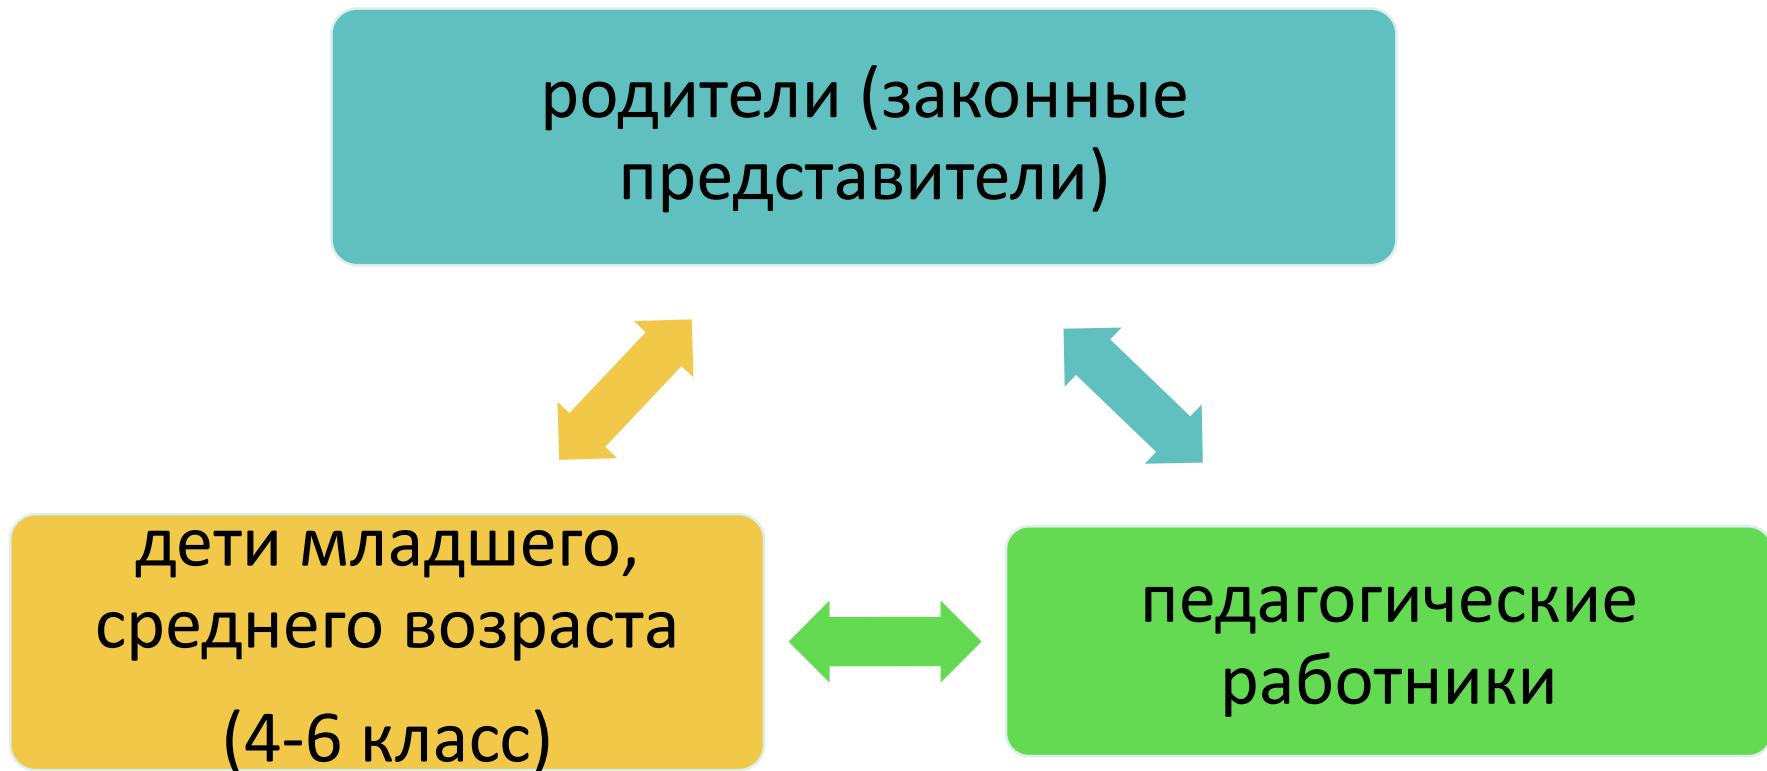 родители (законные
представители)
дети младшего,
среднего возраста
(4-6 класс)
педагогические
работники